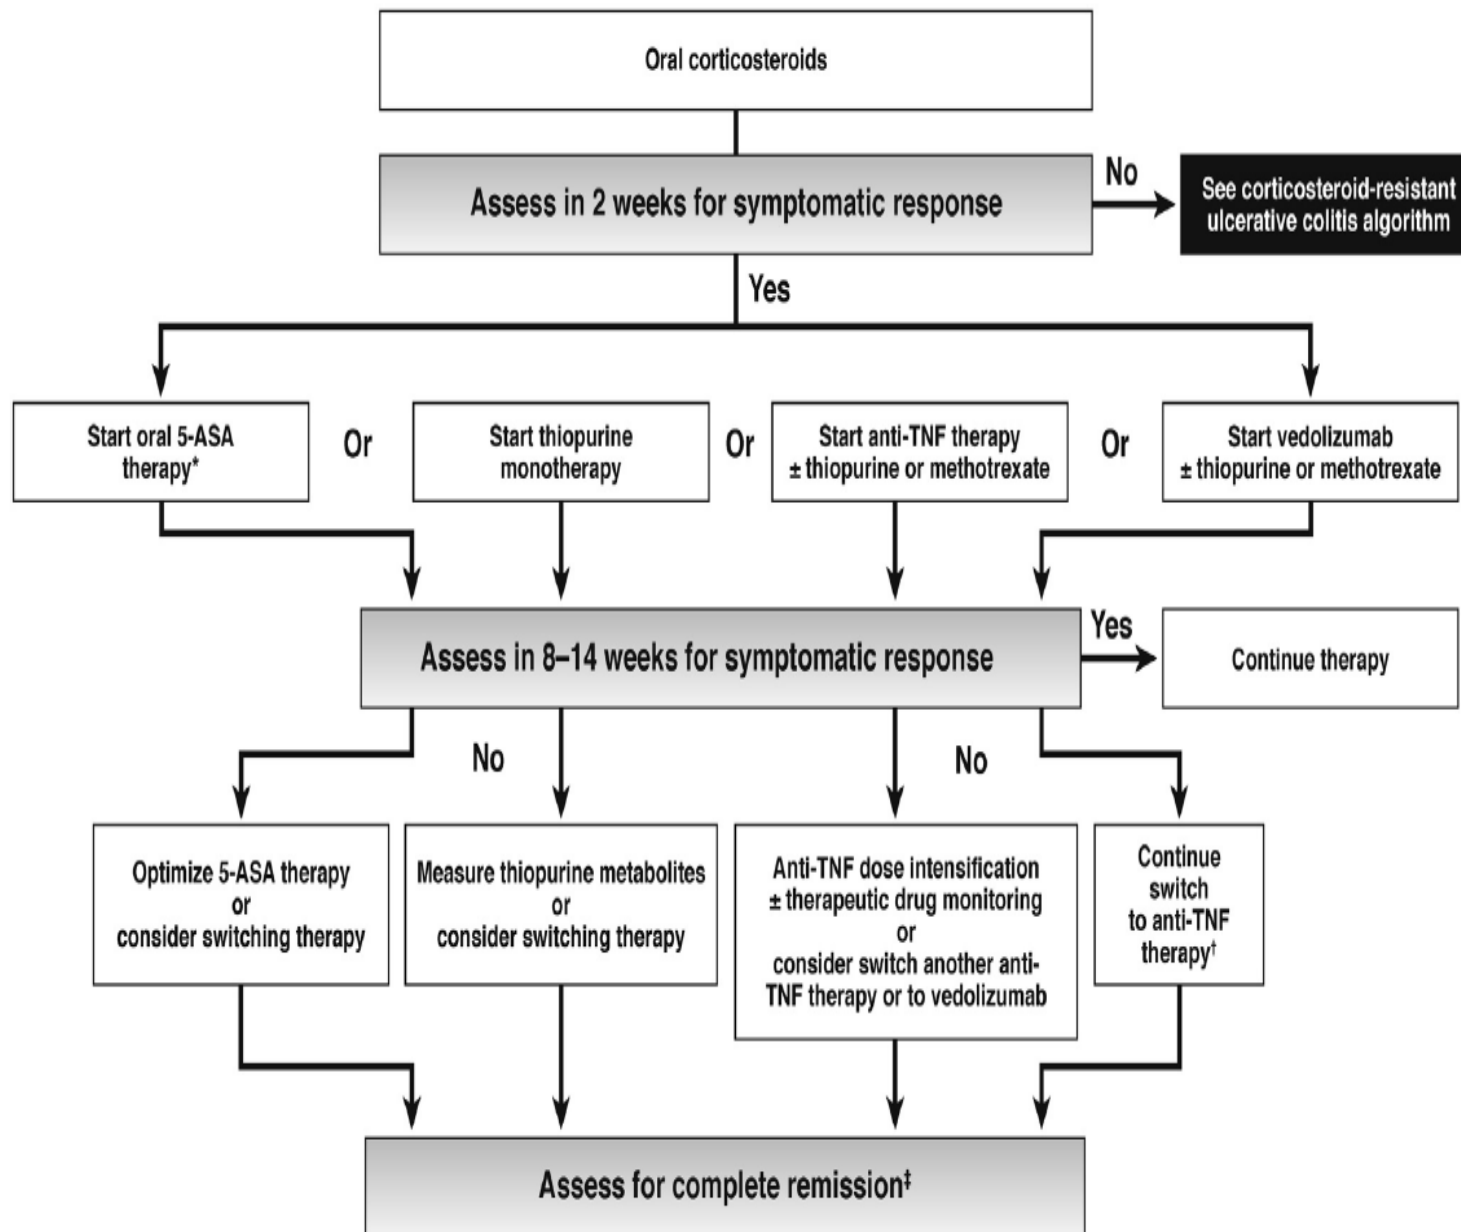 Oral corticosteroids
Assess in 2 weeks for symptomatic response
No
See corticosteroid-resistant
ulcerative colitis algorithm
Yes
Start oral 5-ASA
therapy*
Or
Start thiopurine
monotherapy
Or
Start anti-TNF therapy
± thiopurine or methotrexate
Or
Start vedolizumab
± thiopurine or methotrexate
Assess in 8–14 weeks for symptomatic response
Yes
Continue therapy
No
No
Optimize 5-ASA therapy
or
consider switching therapy
Measure thiopurine metabolites
or
consider switching therapy
Anti-TNF dose intensification
± therapeutic drug monitoring
or
consider switch another anti-
TNF therapy or to vedolizumab
Continue
switch
to anti-TNF
therapy†
Assess for complete remission‡